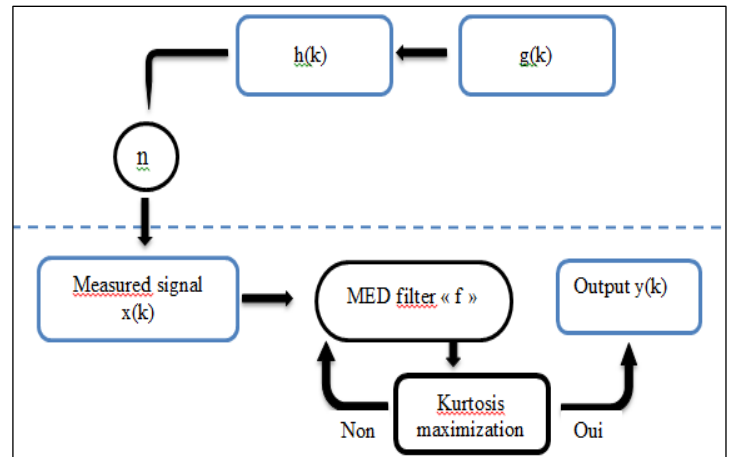 h(k)
g(k)
n
Measured signal
x(k)
MED filter « f »
Output y(k)
Kurtosis
maximization
Non
Oui